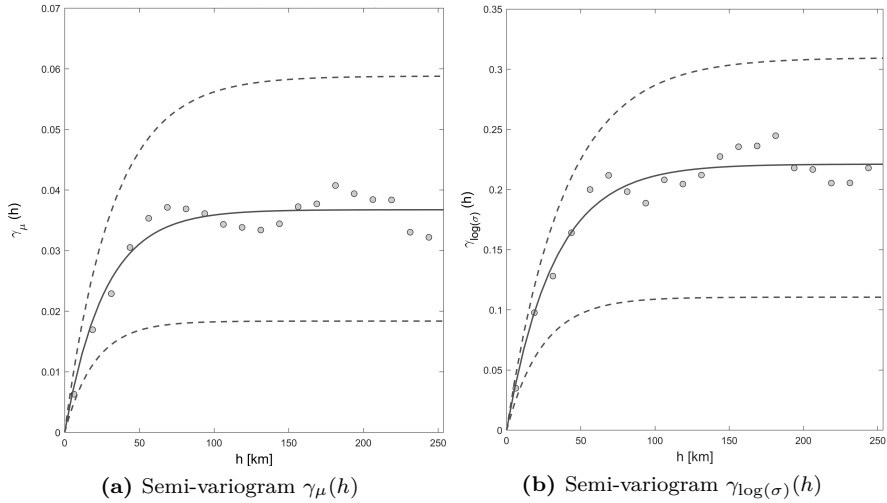 0.07
0.06
0.05
0.04
0.03
0.02
0.01
0
γμ (h)
0 50 100 150 200 250
h [km]
(a) Semi-variogram γμ(h)
0.35
0.3
0.25
0.2
0.15
0.1
0.05
0
γlog(σ) (h)
0 50 100 150 200 250
h [km]
(b) Semi-variogram γlog(σ)(h)